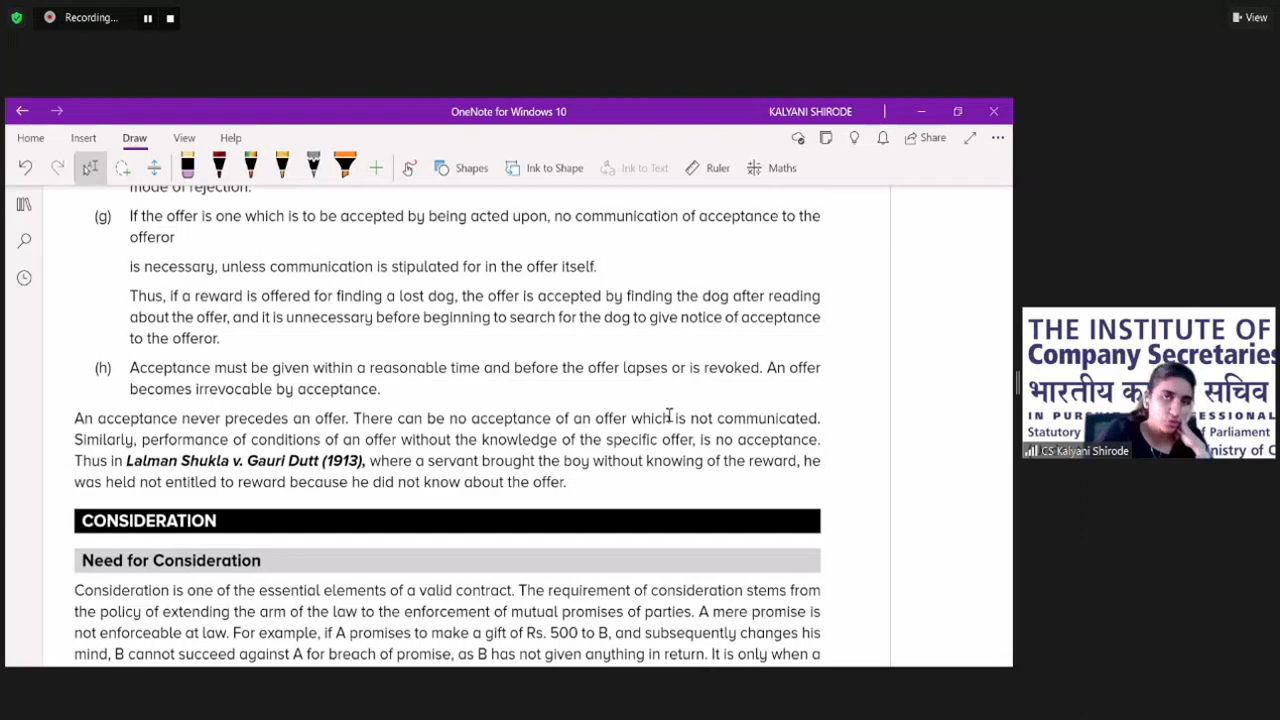 Recording...
View
OneNote for Windows 10
KALYANI SHIRODE
Home Insert Draw View Help
Share
Shapes Ink to Shape Ink to Text Ruler Maths
mode of rejection.
(g) If the offer is one which is to be accepted by being acted upon, no communication of acceptance to the
offeror
is necessary, unless communication is stipulated for in the offer itself.
Thus, if a reward is offered for finding a lost dog, the offer is accepted by finding the dog after reading
about the offer, and it is unnecessary before beginning to search for the dog to give notice of acceptance
to the offeror.
(h) Acceptance must be given within a reasonable time and before the offer lapses or is revoked. An offer
becomes irrevocable by acceptance.
An acceptance never precedes an offer. There can be no acceptance of an offer which is not communicated.
Similarly, performance of conditions of an offer without the knowledge of the specific offer, is no acceptance.
Thus in Lalman Shukla v. Gauri Dutt (1913), where a servant brought the boy without knowing of the reward, he
was held not entitled to reward because he did not know about the offer.
CONSIDERATION
Need for Consideration
Consideration is one of the essential elements of a valid contract. The requirement of consideration stems from
the policy of extending the arm of the law to the enforcement of mutual promises of parties. A mere promise is
not enforceable at law. For example, if A promises to make a gift of Rs. 500 to B, and subsequently changes his
mind, B cannot succeed against A for breach of promise, as B has not given anything in return. It is only when a
THE INSTITUTE OF
Company Secretaries
भारतीय सचिव
IN
Statutory of Parliament
CS Kalyani Shirode